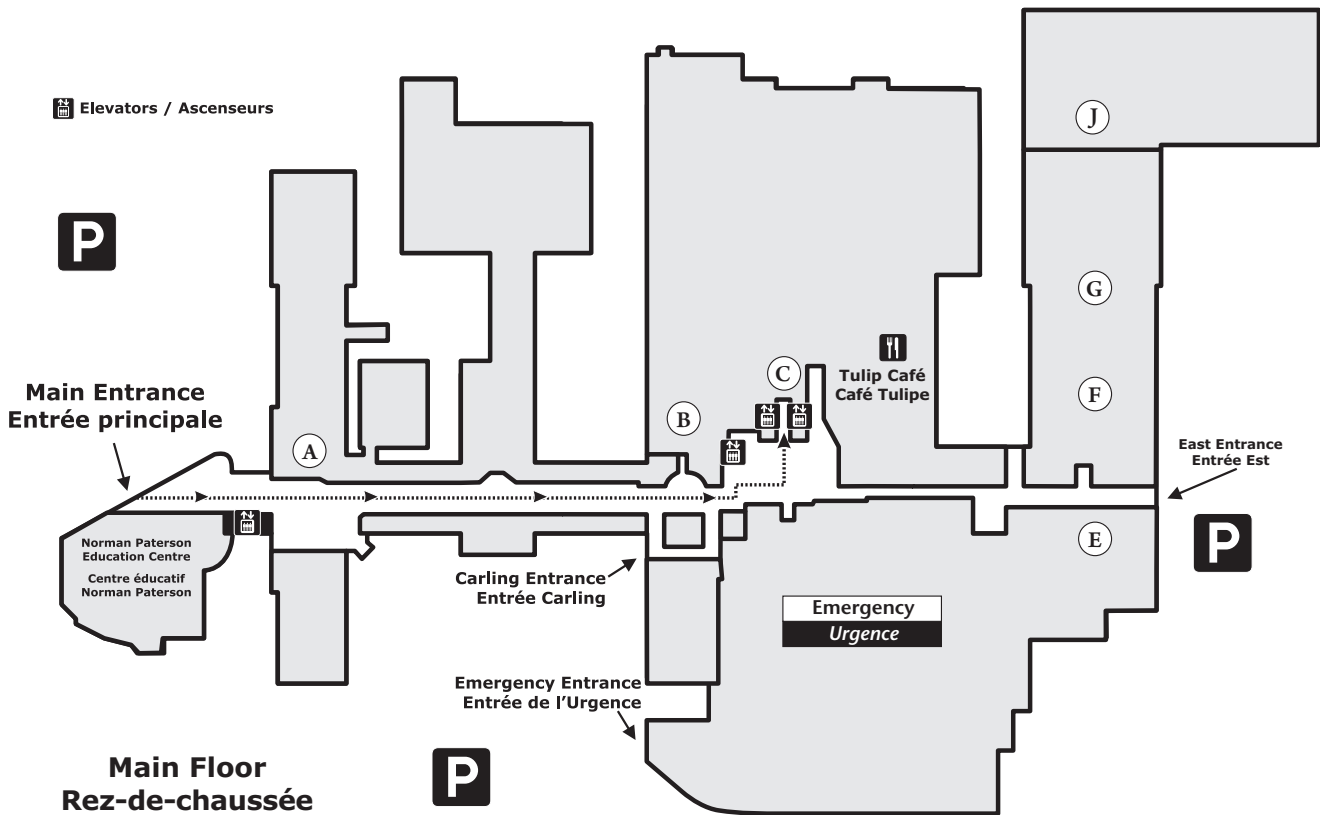 Elevators / Ascenseurs
J
P
G
Tulip Café
Café Tulipe
C
F
Main Entrance
Entrée principale
B
A
East Entrance
Entrée Est
Norman Paterson
Education Centre
Centre éducatif
Norman Paterson
P
E
Carling Entrance
Entrée Carling
Emergency
Urgence
Emergency Entrance
Entrée de l'Urgence
P
Main Floor
Rez-de-chaussée